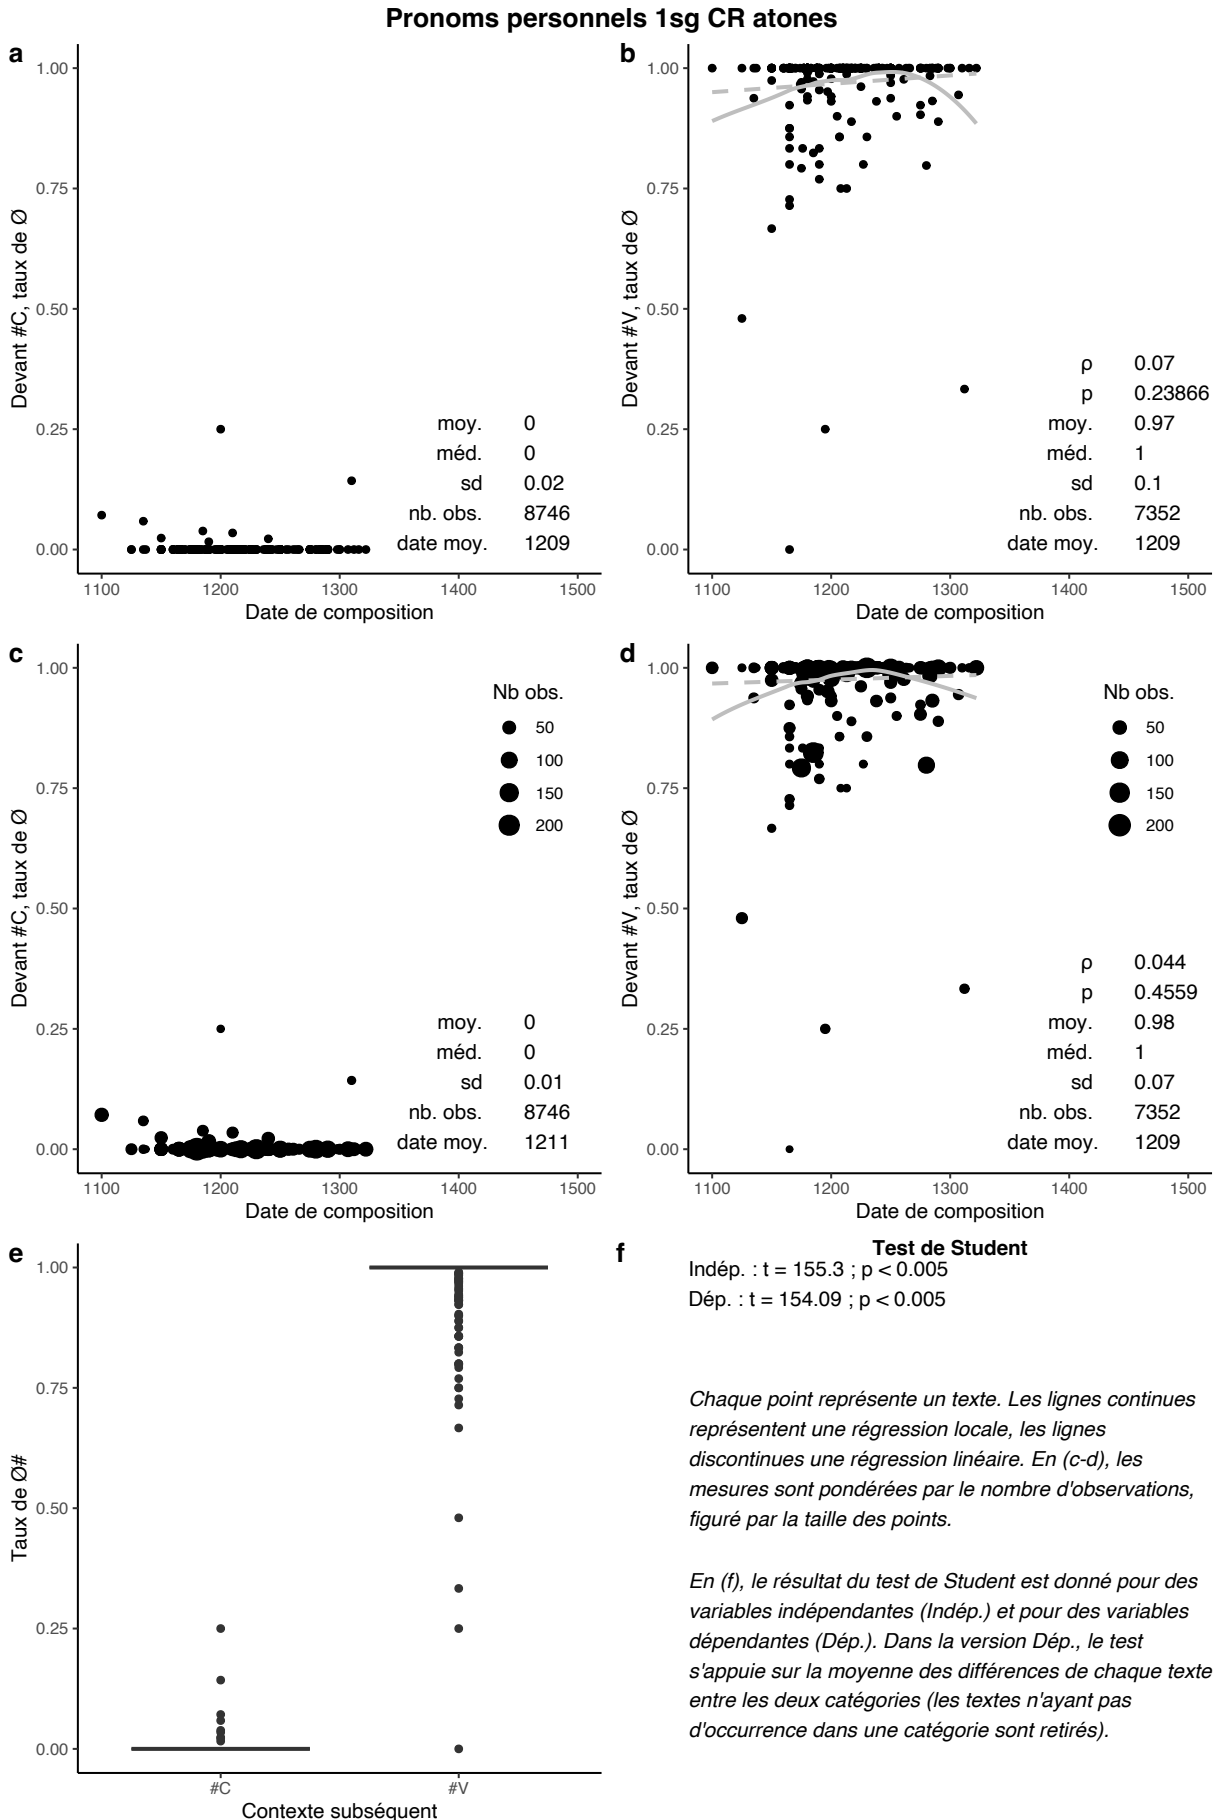 Pronoms personnels 1sg CR atones
a
Devant #C, taux de Ø
1.00
0.75
0.50
0.25
0.00
moy. 0
méd. 0
sd 0.02
nb. obs. 8746
date moy. 1209
1100 1200 1300 1400 1500
Date de composition
b
Devant #V, taux de Ø
1.00
0.75
0.50
0.25
0.00
ρ 0.07
p 0.23866
moy. 0.97
méd. 1
sd 0.1
nb. obs. 7352
date moy. 1209
1100 1200 1300 1400 1500
Date de composition
c
Devant #C, taux de Ø
1.00
0.75
0.50
0.25
0.00
Nb obs.
50
100
150
200
moy. 0
méd. 0
sd 0.01
nb. obs. 8746
date moy. 1211
1100 1200 1300 1400 1500
Date de composition
d
Devant #V, taux de Ø
1.00
0.75
0.50
0.25
0.00
Nb obs.
50
100
150
200
ρ 0.044
p 0.4559
moy. 0.98
méd. 1
sd 0.07
nb. obs. 7352
date moy. 1209
1100 1200 1300 1400 1500
Date de composition
e
Taux de Ø#
1.00
0.75
0.50
0.25
0.00
#C #V
Contexte subséquent
f
Test de Student
Indép. : t = 155.3 ; p < 0.005
Dép. : t = 154.09 ; p < 0.005
Chaque point représente un texte. Les lignes continues
représentent une régression locale, les lignes
discontinues une régression linéaire. En (c-d), les
mesures sont pondérées par le nombre d'observations,
figuré par la taille des points.
En (f), le résultat du test de Student est donné pour des
variables indépendantes (Indép.) et pour des variables
dépendantes (Dép.). Dans la version Dép., le test
s'appuie sur la moyenne des différences de chaque texte
entre les deux catégories (les textes n'ayant pas
d'occurrence dans une catégorie sont retirés).